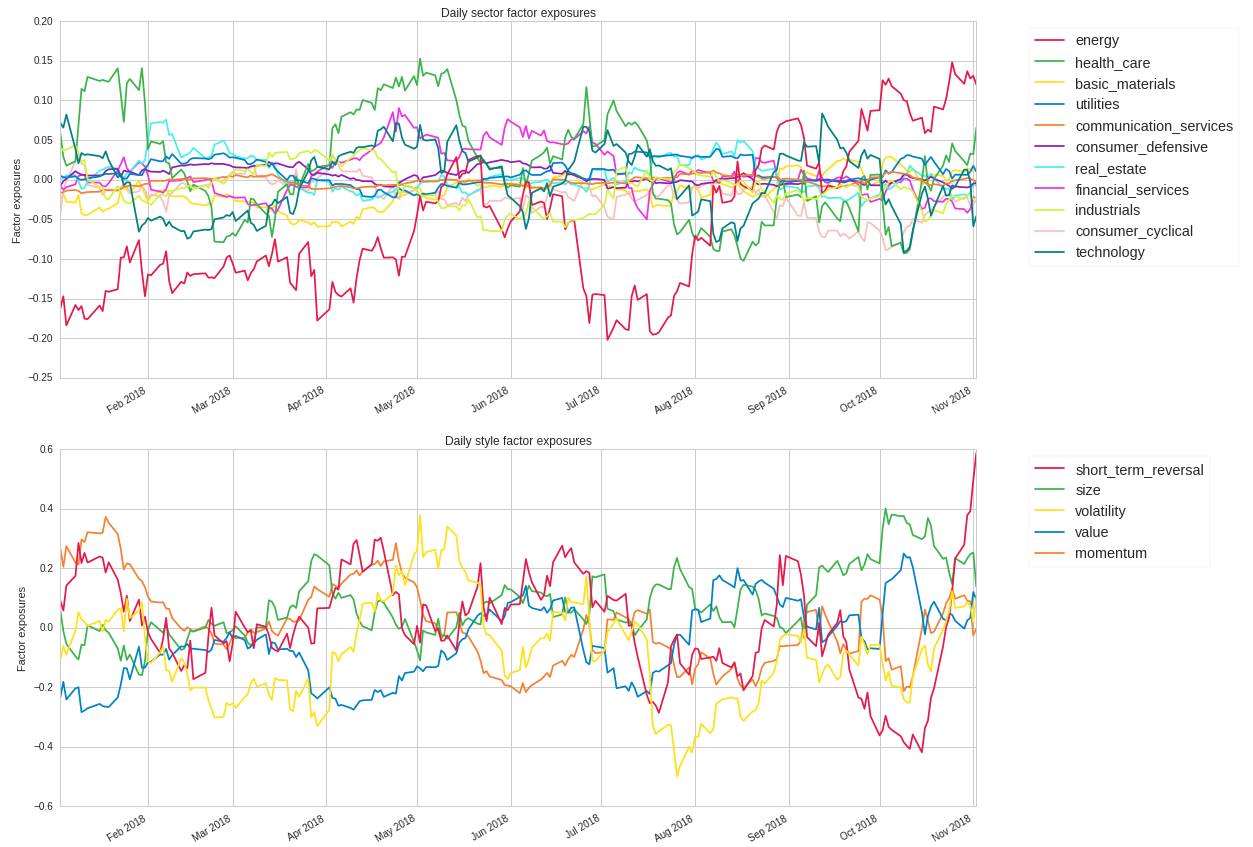 Daily sector factor exposures
Factor exposures
0.20
0.15
0.10
0.05
0.00
−0.05
−0.10
−0.15
−0.20
−0.25
Feb 2018
Mar 2018
Apr 2018
May 2018
Jun 2018
Jul 2018
Aug 2018
Sep 2018
Oct 2018
Nov 2018
energy
health_care
basic_materials
utilities
communication_services
consumer_defensive
real_estate
financial_services
industrials
consumer_cyclical
technology
Daily style factor exposures
Factor exposures
0.6
0.4
0.2
0.0
−0.2
−0.4
−0.6
Feb 2018
Mar 2018
Apr 2018
May 2018
Jun 2018
Jul 2018
Aug 2018
Sep 2018
Oct 2018
Nov 2018
short_term_reversal
size
volatility
value
momentum